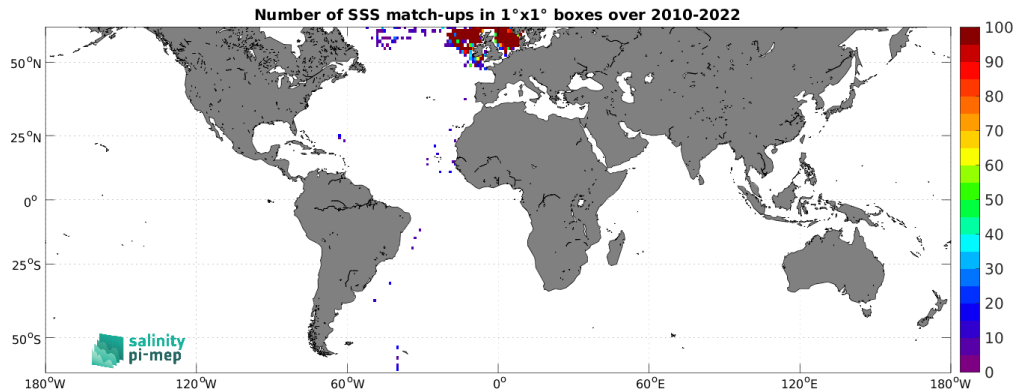 Number of SSS match-ups in 1°x1° boxes over 2010-2022
50°N
25°N
0°
25°S
50°S
180°W
120°W
60°W
0°
60°E
120°E
180°W
100
90
80
70
60
50
40
30
20
10
0
salinity
pi-mep